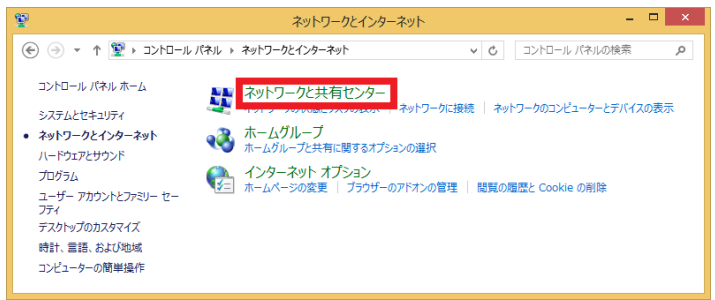 ネットワークとインターネット
コントロール パネル ネットワークとインターネット
コントロール パネルの検索
コントロール パネル ホーム
システムとセキュリティ
ネットワークとインターネット
ハードウェアとサウンド
プログラム
ユーザー アカウントとファミリー セー
フティ
デスクトップのカスタマイズ
時計、言語、および地域
コンピューターの簡単操作
ネットワークと共有センター
ネットワークに接続 ネットワークのコンピューターとデバイスの表示
ホームグループ
ホームグループと共有に関するオプションの選択
インターネット オプション
ホームページの変更 ブラウザーのアドオンの管理 閲覧の履歴と Cookie の削除